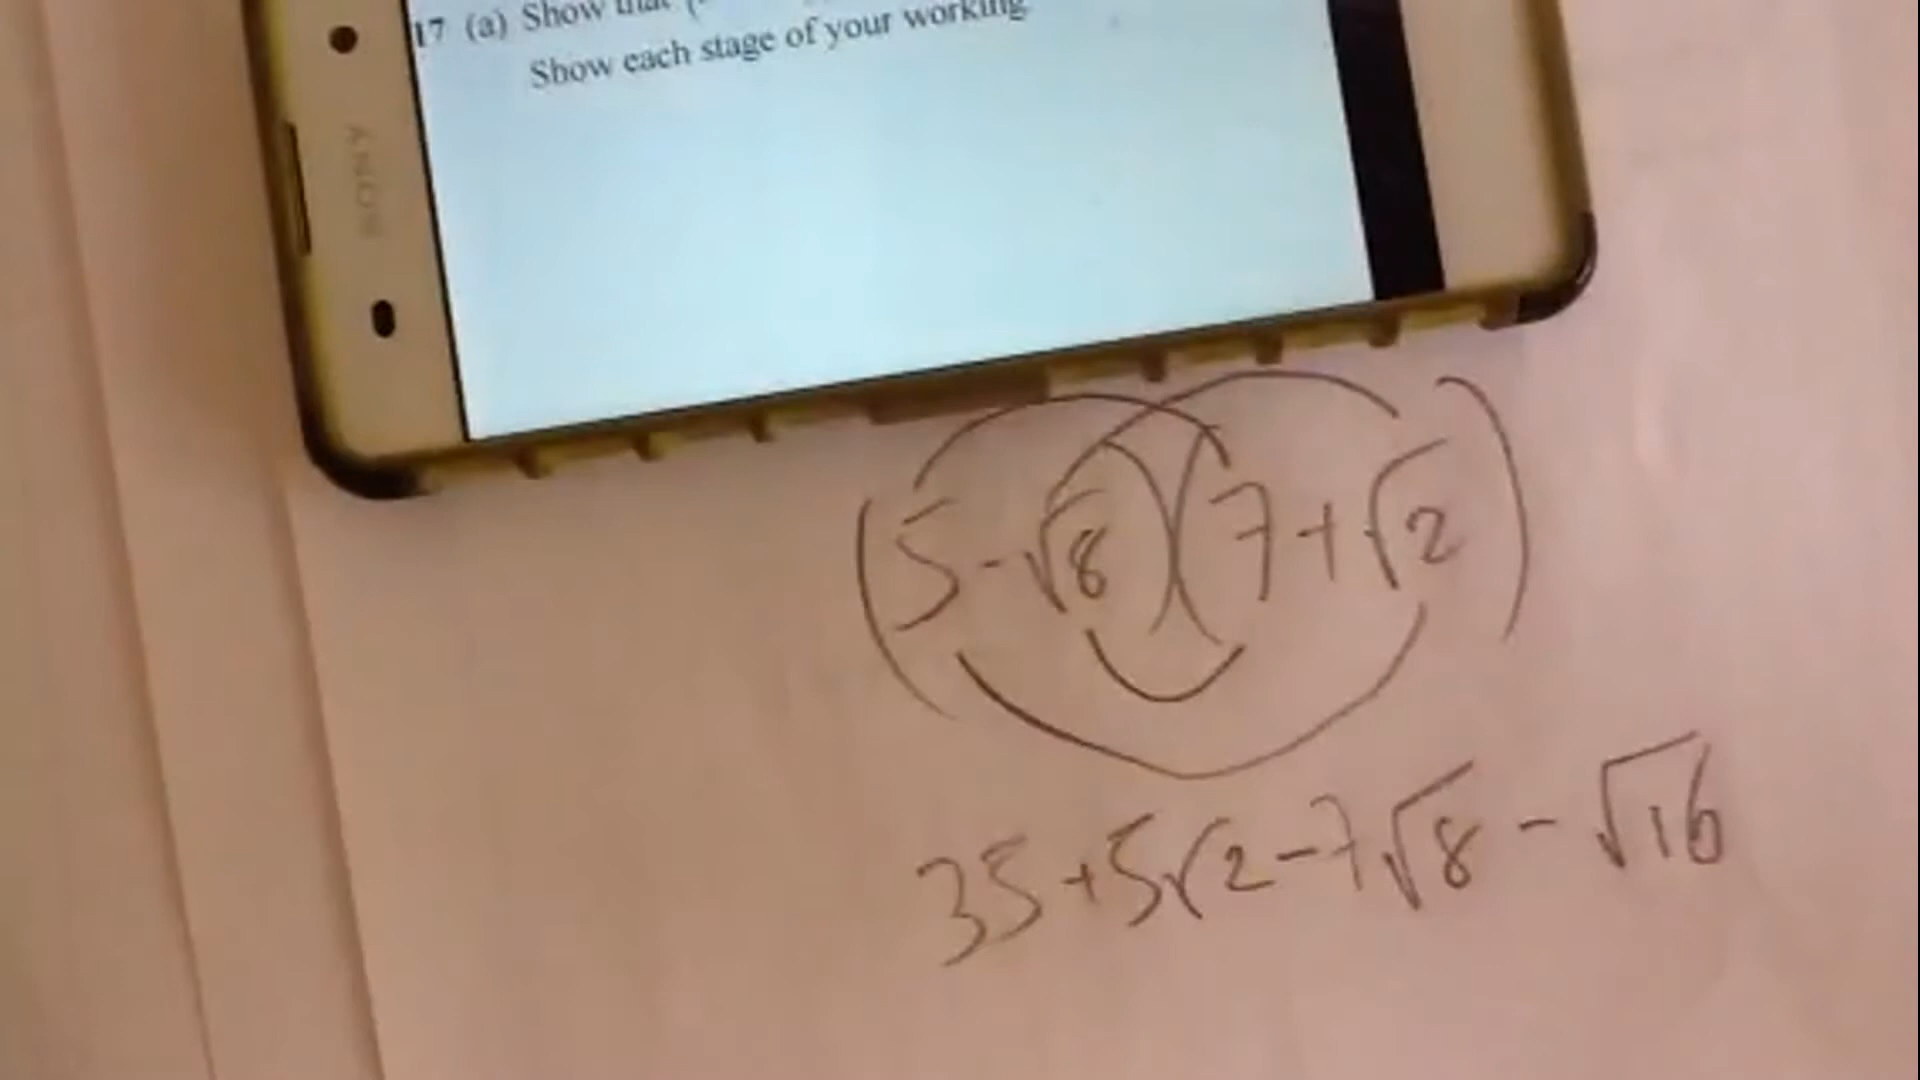 17 (a) Show that (
Show each stage of your working
SONY
(5-√8)(7+√2)
35+5√2-7√8-√16